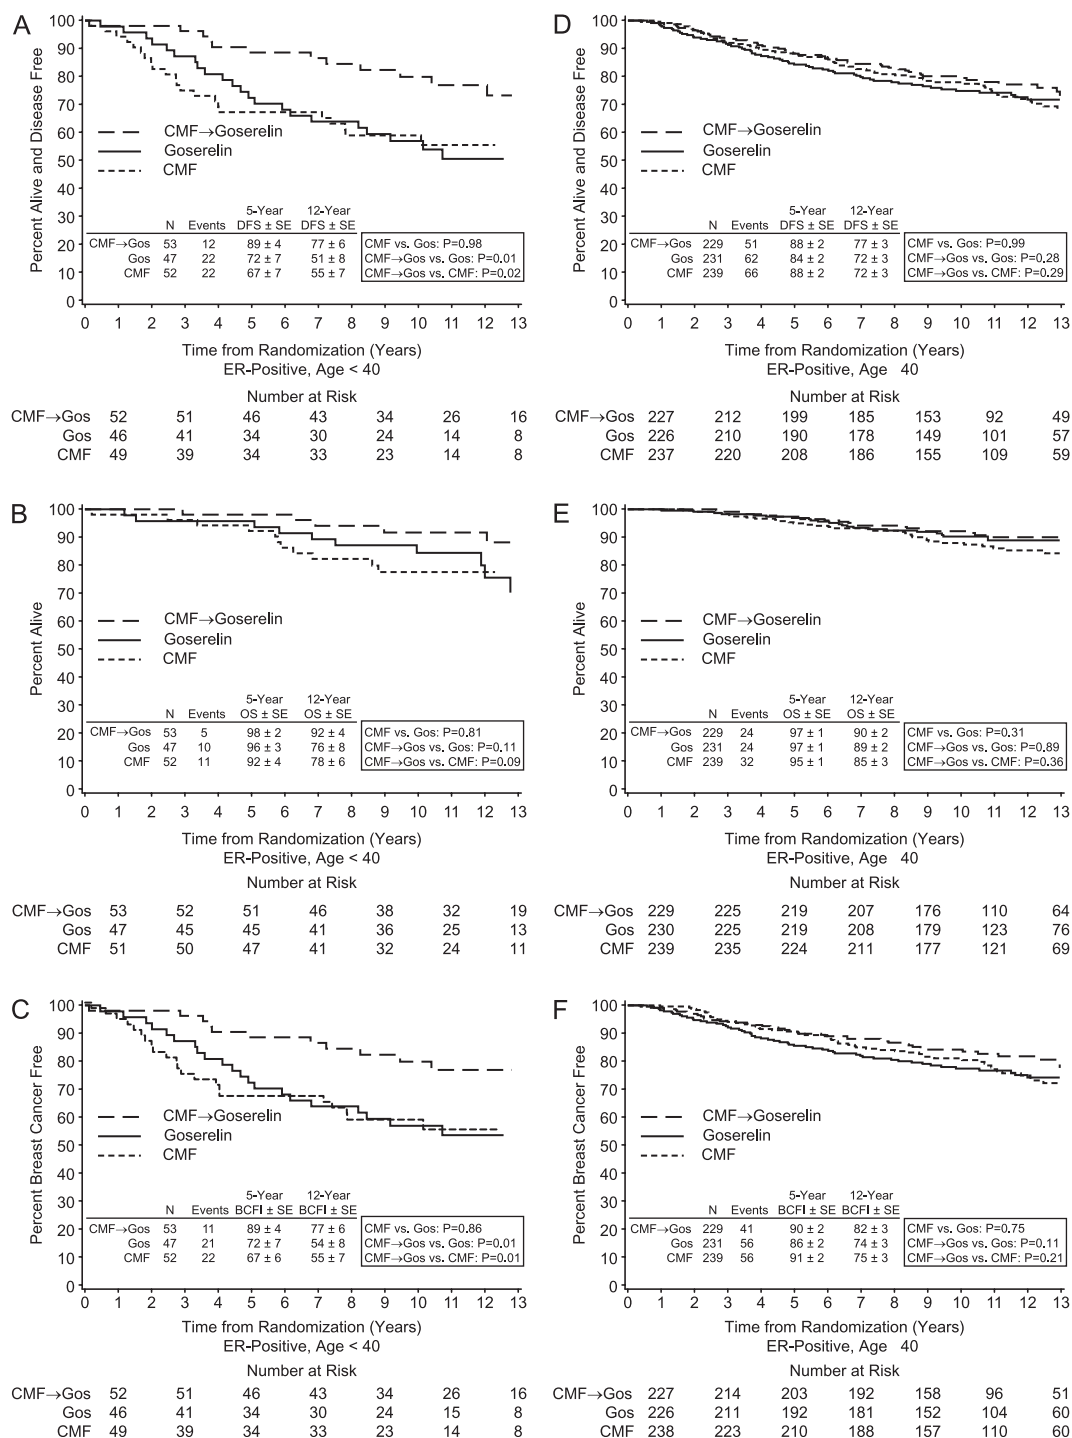 A
100
90
80
70
60
50
40
30
20
10
0
Percent Alive and Disease Free
CMF→Goserelin
Goserelin
CMF
5-Year 12-Year
N Events DFS ± SE DFS ± SE
CMF→Gos 53 12 89 ± 4 77 ± 6
Gos 47 22 72 ± 7 51 ± 8
CMF 52 22 67 ± 7 55 ± 7
CMF vs. Gos: P=0.98
CMF→Gos vs. Gos: P=0.01
CMF→Gos vs. CMF: P=0.02
0 1 2 3 4 5 6 7 8 9 10 11 12 13
Time from Randomization (Years)
ER-Positive, Age < 40
Number at Risk
CMF→Gos 52 51 46 43 34 26 16
Gos 46 41 34 30 24 14 8
CMF 49 39 34 33 23 14 8
D
100
90
80
70
60
50
40
30
20
10
0
Percent Alive and Disease Free
CMF→Goserelin
Goserelin
CMF
5-Year 12-Year
N Events DFS ± SE DFS ± SE
CMF→Gos 229 51 88 ± 2 77 ± 3
Gos 231 62 84 ± 2 72 ± 3
CMF 239 66 88 ± 2 72 ± 3
CMF vs. Gos: P=0.99
CMF→Gos vs. Gos: P=0.28
CMF→Gos vs. CMF: P=0.29
0 1 2 3 4 5 6 7 8 9 10 11 12 13
Time from Randomization (Years)
ER-Positive, Age 40
Number at Risk
CMF→Gos 227 212 199 185 153 92 49
Gos 226 210 190 178 149 101 57
CMF 237 220 208 186 155 109 59
B
100
90
80
70
60
50
40
30
20
10
0
Percent Alive
CMF→Goserelin
Goserelin
CMF
5-Year 12-Year
N Events OS ± SE OS ± SE
CMF→Gos 53 5 98 ± 2 92 ± 4
Gos 47 10 96 ± 3 76 ± 8
CMF 52 11 92 ± 4 78 ± 6
CMF vs. Gos: P=0.81
CMF→Gos vs. Gos: P=0.11
CMF→Gos vs. CMF: P=0.09
0 1 2 3 4 5 6 7 8 9 10 11 12 13
Time from Randomization (Years)
ER-Positive, Age < 40
Number at Risk
CMF→Gos 53 52 51 46 38 32 19
Gos 47 45 45 41 36 25 13
CMF 51 50 47 41 32 24 11
E
100
90
80
70
60
50
40
30
20
10
0
Percent Alive
CMF→Goserelin
Goserelin
CMF
5-Year 12-Year
N Events OS ± SE OS ± SE
CMF→Gos 229 24 97 ± 1 90 ± 2
Gos 231 24 97 ± 1 89 ± 2
CMF 239 32 95 ± 1 85 ± 3
CMF vs. Gos: P=0.31
CMF→Gos vs. Gos: P=0.89
CMF→Gos vs. CMF: P=0.36
0 1 2 3 4 5 6 7 8 9 10 11 12 13
Time from Randomization (Years)
ER-Positive, Age 40
Number at Risk
CMF→Gos 229 225 219 207 176 110 64
Gos 230 225 219 208 179 123 76
CMF 239 235 224 211 177 121 69
C
100
90
80
70
60
50
40
30
20
10
0
Percent Breast Cancer Free
CMF→Goserelin
Goserelin
CMF
5-Year 12-Year
N Events BCFI ± SE BCFI ± SE
CMF→Gos 53 11 89 ± 4 77 ± 6
Gos 47 21 72 ± 7 54 ± 8
CMF 52 22 67 ± 6 55 ± 7
CMF vs. Gos: P=0.86
CMF→Gos vs. Gos: P=0.01
CMF→Gos vs. CMF: P=0.01
0 1 2 3 4 5 6 7 8 9 10 11 12 13
Time from Randomization (Years)
ER-Positive, Age < 40
Number at Risk
CMF→Gos 52 51 46 43 34 26 16
Gos 46 41 34 30 24 15 8
CMF 49 39 34 33 23 14 8
F
100
90
80
70
60
50
40
30
20
10
0
Percent Breast Cancer Free
CMF→Goserelin
Goserelin
CMF
5-Year 12-Year
N Events BCFI ± SE BCFI ± SE
CMF→Gos 229 41 90 ± 2 82 ± 3
Gos 231 56 86 ± 2 74 ± 3
CMF 239 56 91 ± 2 75 ± 3
CMF vs. Gos: P=0.75
CMF→Gos vs. Gos: P=0.11
CMF→Gos vs. CMF: P=0.21
0 1 2 3 4 5 6 7 8 9 10 11 12 13
Time from Randomization (Years)
ER-Positive, Age 40
Number at Risk
CMF→Gos 227 214 203 192 158 96 51
Gos 226 211 192 181 152 104 60
CMF 238 223 210 188 157 110 60